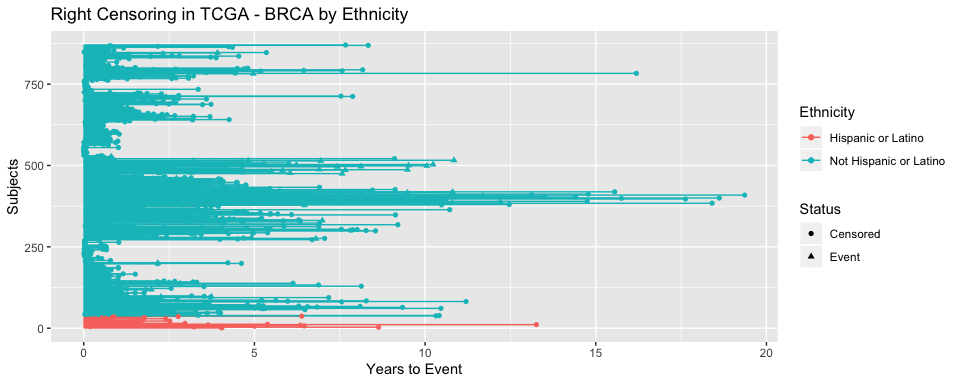 Right Censoring in TCGA - BRCA by Ethnicity
Subjects
750
500
250
0
0
5
10
15
20
Years to Event
Ethnicity
Hispanic or Latino
Not Hispanic or Latino
Status
Censored
Event